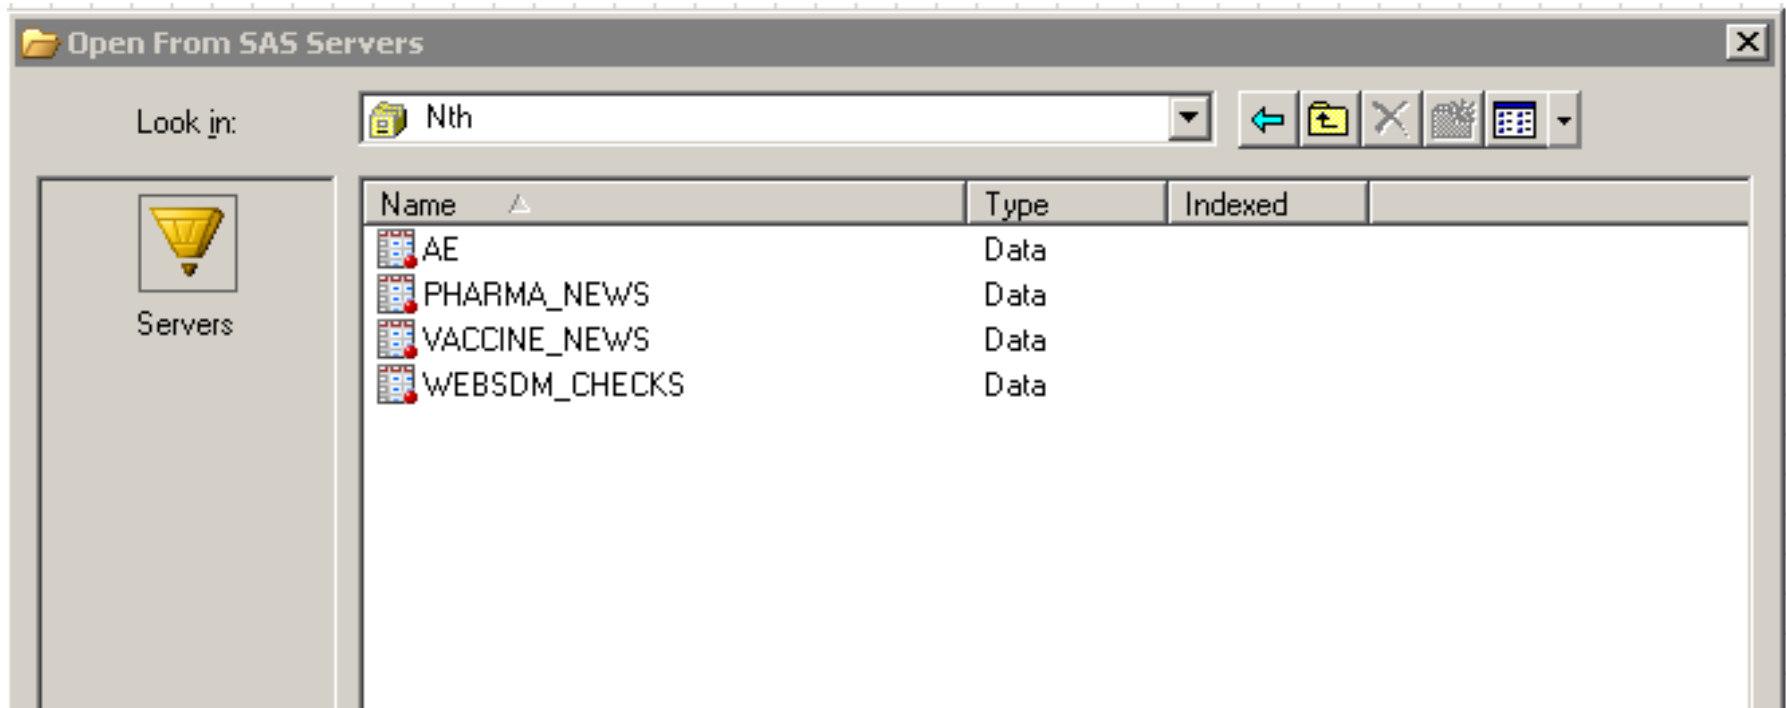 Open From SAS Servers
Look in: Nth
Name Type Indexed
AE Data
PHARMA_NEWS Data
VACCINE_NEWS Data
WEBSDM_CHECKS Data
Servers